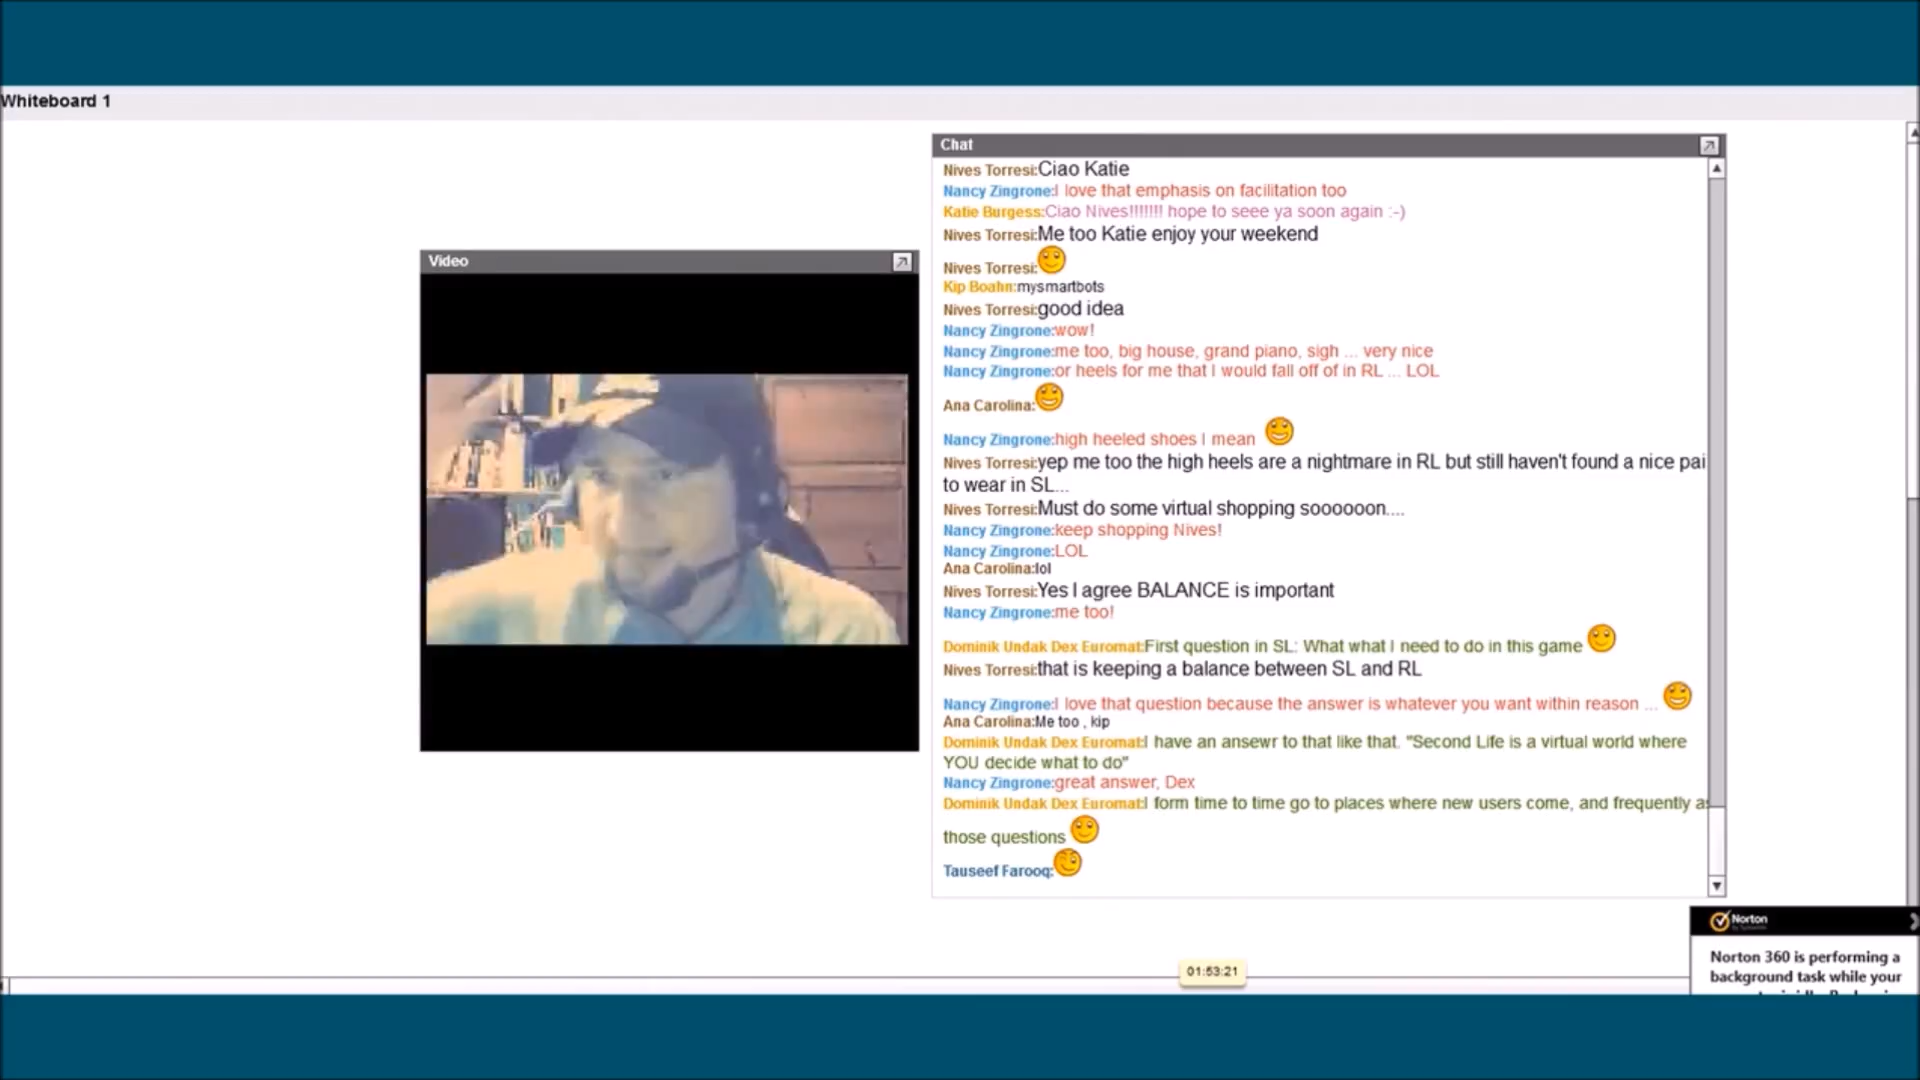 Whiteboard 1
Chat
Nives Torresi:Ciao Katie
Nancy Zingrone:I love that emphasis on facilitation too
Katie Burgess:Ciao Nives!!!!!!! hope to seee ya soon again :-)
Nives Torresi:Me too Katie enjoy your weekend
Nives Torresi:
Kip Boahn:mysmartbots
Nives Torresi:good idea
Nancy Zingrone:wow!
Nancy Zingrone:me too, big house, grand piano, sigh ... very nice
Nancy Zingrone:or heels for me that I would fall off of in RL ... LOL
Ana Carolina:
Nancy Zingrone:high heeled shoes I mean
Nives Torresi:yep me too the high heels are a nightmare in RL but still haven't found a nice pai
to wear in SL...
Nives Torresi:Must do some virtual shopping soooooon....
Nancy Zingrone:keep shopping Nives!
Nancy Zingrone:LOL
Ana Carolina:lol
Nives Torresi:Yes I agree BALANCE is important
Nancy Zingrone:me too!
Dominik Undak Dex Euromat:First question in SL: What what I need to do in this game
Nives Torresi:that is keeping a balance between SL and RL
Nancy Zingrone:I love that question because the answer is whatever you want within reason ...
Ana Carolina:Me too , kip
Dominik Undak Dex Euromat:I have an ansewr to that like that. "Second Life is a virtual world where
YOU decide what to do"
Nancy Zingrone:great answer, Dex
Dominik Undak Dex Euromat:I form time to time go to places where new users come, and frequently as
those questions
Tauseef Farooq:
Video
01:53:21
Norton
Norton 360 is performing a
background task while your